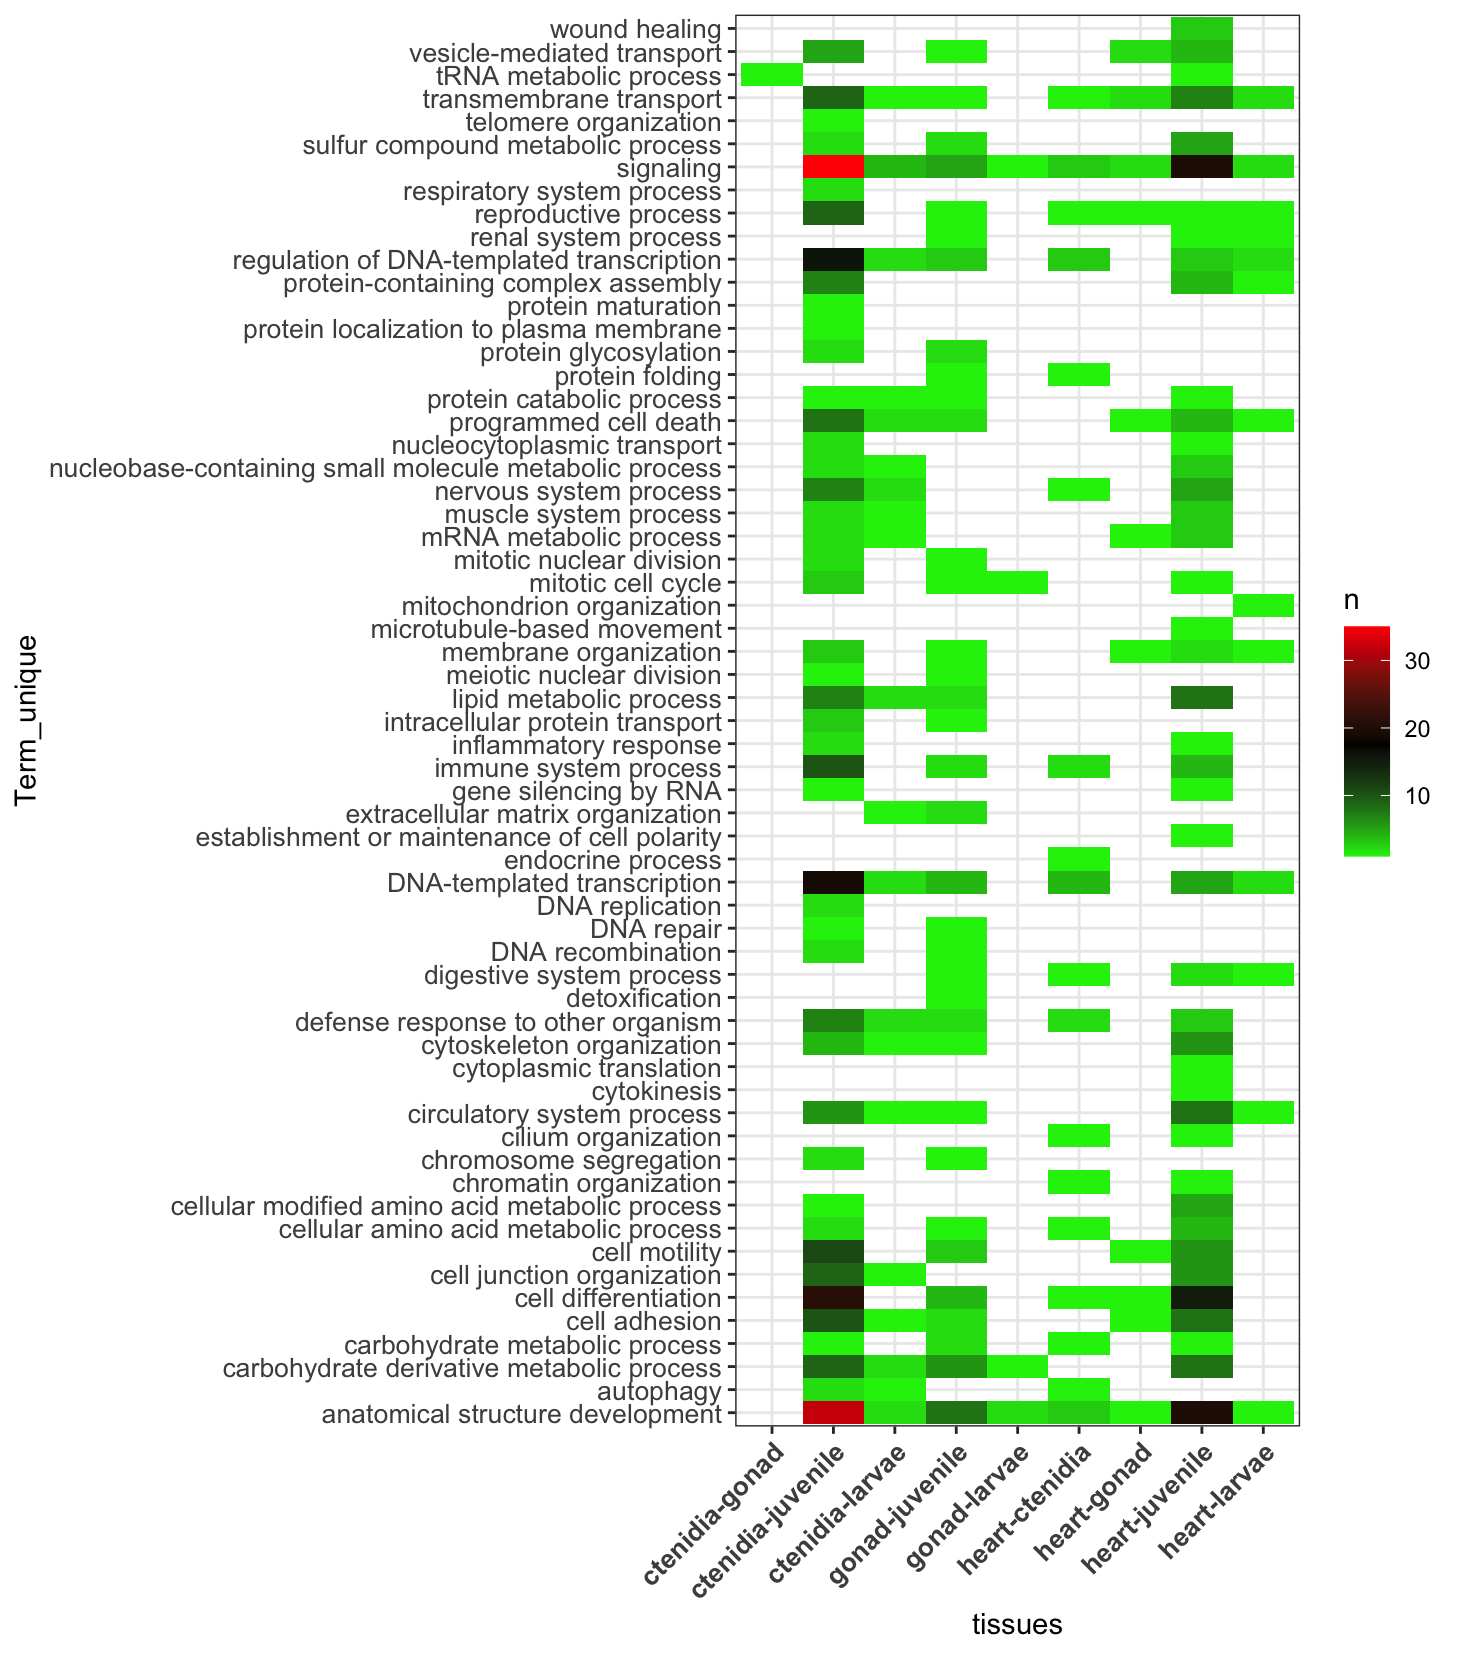 wound healing
vesicle-mediated transport
tRNA metabolic process
transmembrane transport
telomere organization
sulfur compound metabolic process
signaling
respiratory system process
reproductive process
renal system process
regulation of DNA-templated transcription
protein-containing complex assembly
protein maturation
protein localization to plasma membrane
protein glycosylation
protein folding
protein catabolic process
programmed cell death
nucleocytoplasmic transport
nucleobase-containing small molecule metabolic process
nervous system process
muscle system process
mRNA metabolic process
mitotic nuclear division
mitotic cell cycle
mitochondrion organization
microtubule-based movement
membrane organization
meiotic nuclear division
lipid metabolic process
intracellular protein transport
inflammatory response
immune system process
gene silencing by RNA
extracellular matrix organization
establishment or maintenance of cell polarity
endocrine process
DNA-templated transcription
DNA replication
DNA repair
DNA recombination
digestive system process
detoxification
defense response to other organism
cytoskeleton organization
cytoplasmic translation
cytokinesis
circulatory system process
cilium organization
chromosome segregation
chromatin organization
cellular modified amino acid metabolic process
cellular amino acid metabolic process
cell motility
cell junction organization
cell differentiation
cell adhesion
carbohydrate metabolic process
carbohydrate derivative metabolic process
autophagy
anatomical structure development
Term_unique
ctenidia-gonad
ctenidia-juvenile
ctenidia-larvae
gonad-juvenile
gonad-larvae
heart-ctenidia
heart-gonad
heart-juvenile
heart-larvae
tissues
n
30
20
10